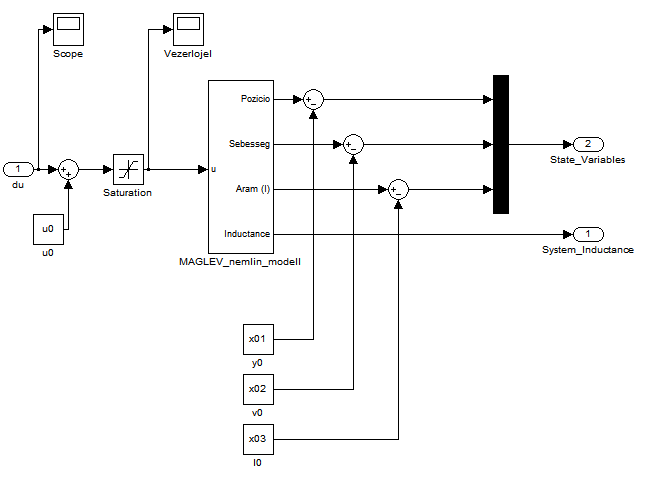 Scope
Vezerlojel
1
du
+
+
u0
u0
Saturation
u
Pozicio
Sebesseg
Aram (I)
Inductance
MAGLEV_nemlin_modell
+
−
+
−
+
−
2
State_Variables
1
System_Inductance
x01
y0
x02
v0
x03
I0